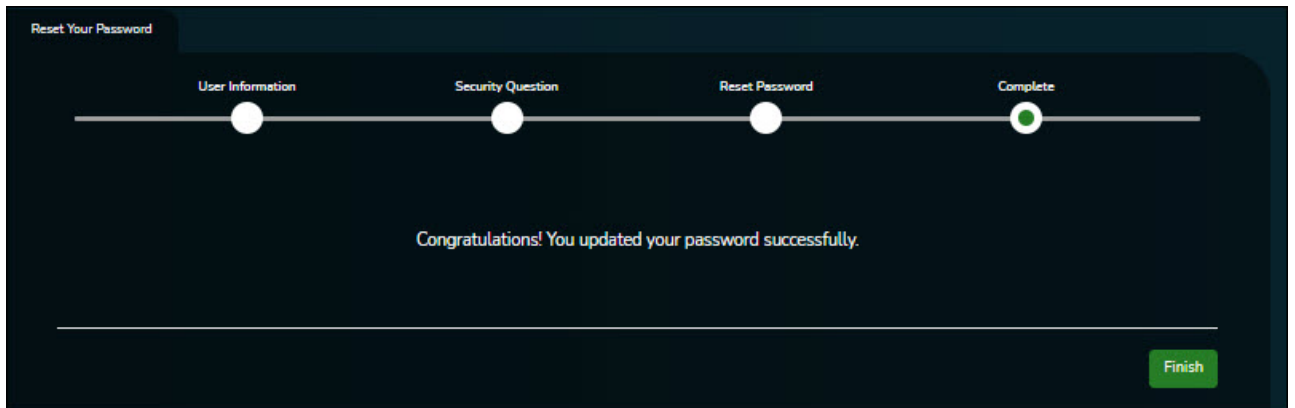 Reset Your Password
User Information Security Question Reset Password Complete
Congratulations! You updated your password successfully.
Finish